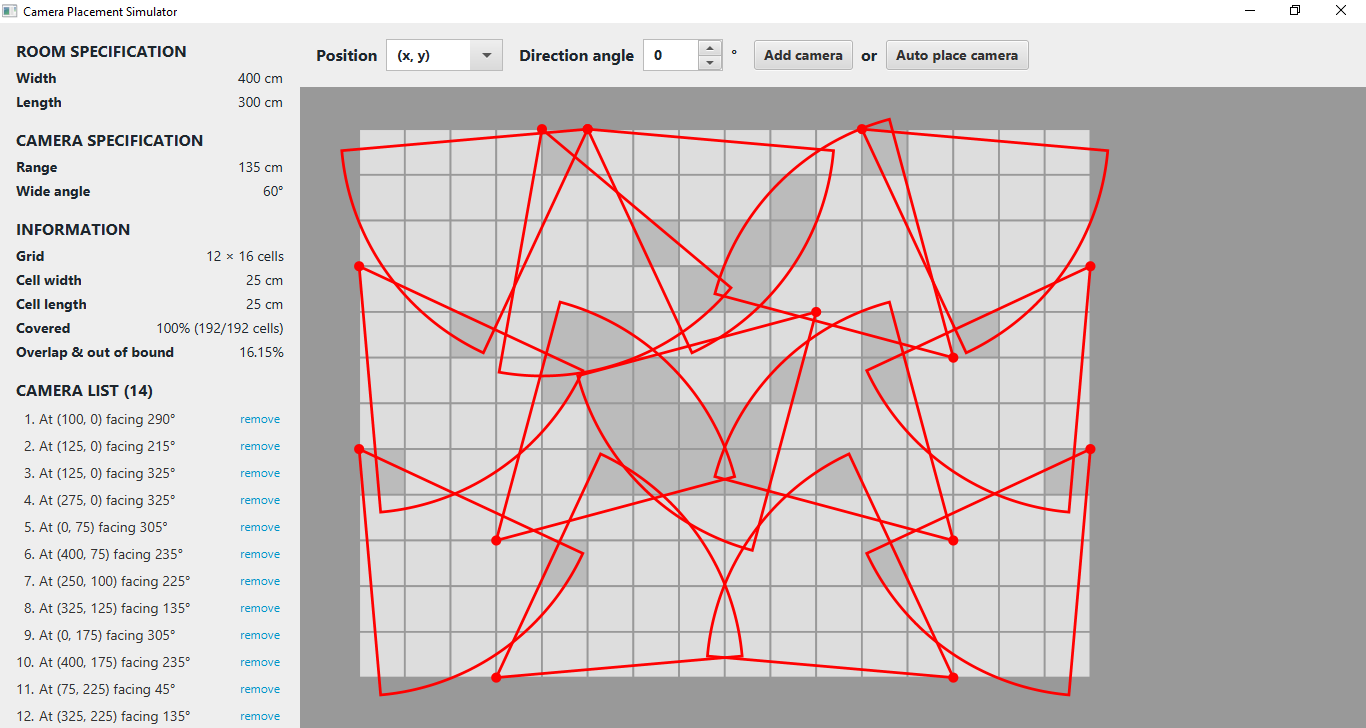 Camera Placement Simulator
Position (x, y) Direction angle 0 ° Add camera or Auto place camera
ROOM SPECIFICATION
Width 400 cm
Length 300 cm
CAMERA SPECIFICATION
Range 135 cm
Wide angle 60°
INFORMATION
Grid 12 × 16 cells
Cell width 25 cm
Cell length 25 cm
Covered 100% (192/192 cells)
Overlap & out of bound 16.15%
CAMERA LIST (14)
1. At (100, 0) facing 290° remove
2. At (125, 0) facing 215° remove
3. At (125, 0) facing 325° remove
4. At (275, 0) facing 325° remove
5. At (0, 75) facing 305° remove
6. At (400, 75) facing 235° remove
7. At (250, 100) facing 225° remove
8. At (325, 125) facing 135° remove
9. At (0, 175) facing 305° remove
10. At (400, 175) facing 235° remove
11. At (75, 225) facing 45° remove
12. At (325, 225) facing 135° remove